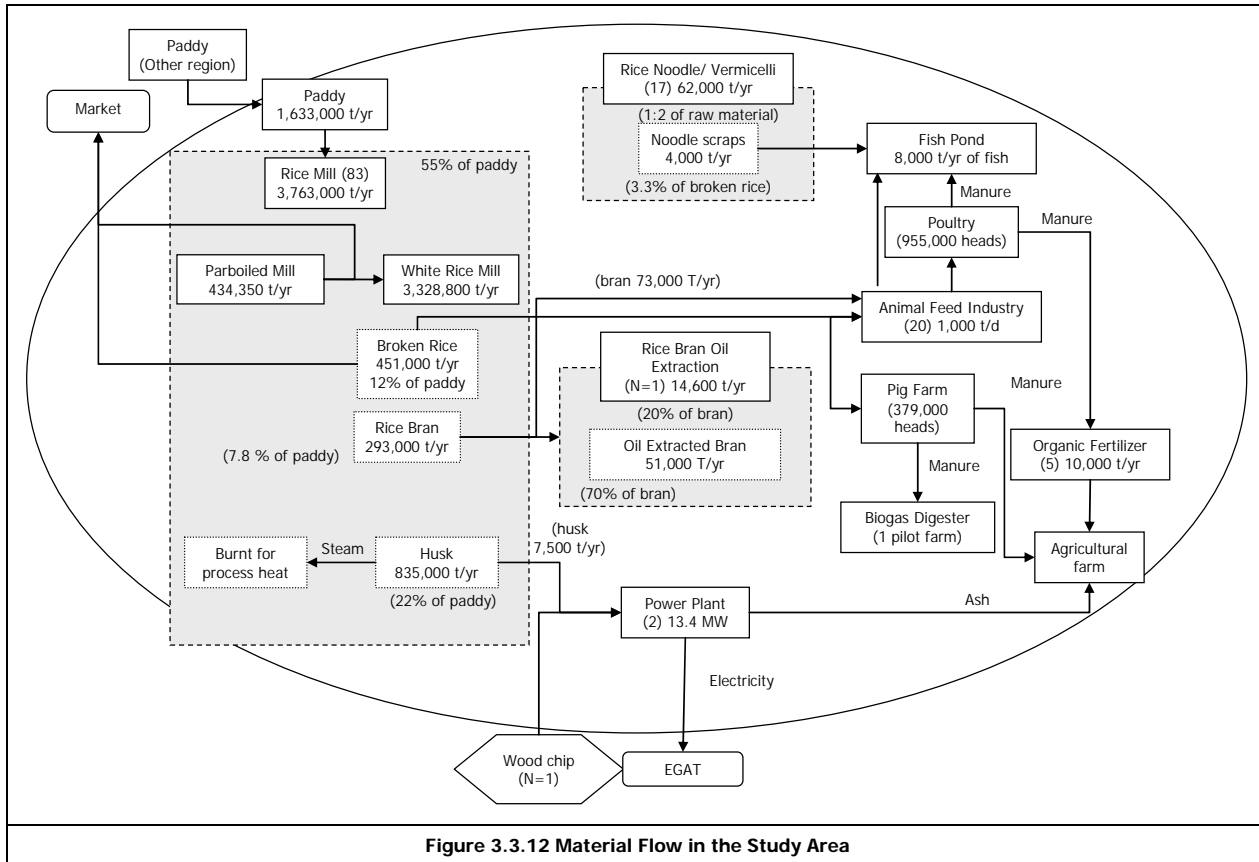 Paddy
(Other region)
Market
Paddy
1,633,000 t/yr
55% of paddy
Rice Mill (83)
3,763,000 t/yr
Parboiled Mill
434,350 t/yr
White Rice Mill
3,328,800 t/yr
Broken Rice
451,000 t/yr
12% of paddy
Rice Bran
293,000 t/yr
(7.8 % of paddy)
Burnt for
process heat
Steam
Husk
835,000 t/yr
(22% of paddy)
Rice Noodle/ Vermicelli
(17) 62,000 t/yr
(1:2 of raw material)
Noodle scraps
4,000 t/yr
(3.3% of broken rice)
Fish Pond
8,000 t/yr of fish
Manure
Poultry
(955,000 heads)
Manure
(bran 73,000 T/yr)
Animal Feed Industry
(20) 1,000 t/d
Rice Bran Oil
Extraction
(N=1) 14,600 t/yr
(20% of bran)
Oil Extracted Bran
51,000 T/yr
(70% of bran)
Pig Farm
(379,000
heads)
Manure
Manure
Organic Fertilizer
(5) 10,000 t/yr
Biogas Digester
(1 pilot farm)
Agricultural
farm
(husk
7,500 t/yr)
Power Plant
(2) 13.4 MW
Ash
Electricity
Wood chip
(N=1)
EGAT
Figure 3.3.12 Material Flow in the Study Area